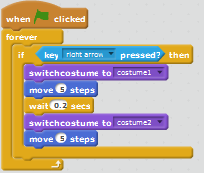 when clicked
forever
if key right arrow pressed? then
switchcostume to costume1
move 5 steps
wait 0.2 secs
switchcostume to costume2
move 5 steps